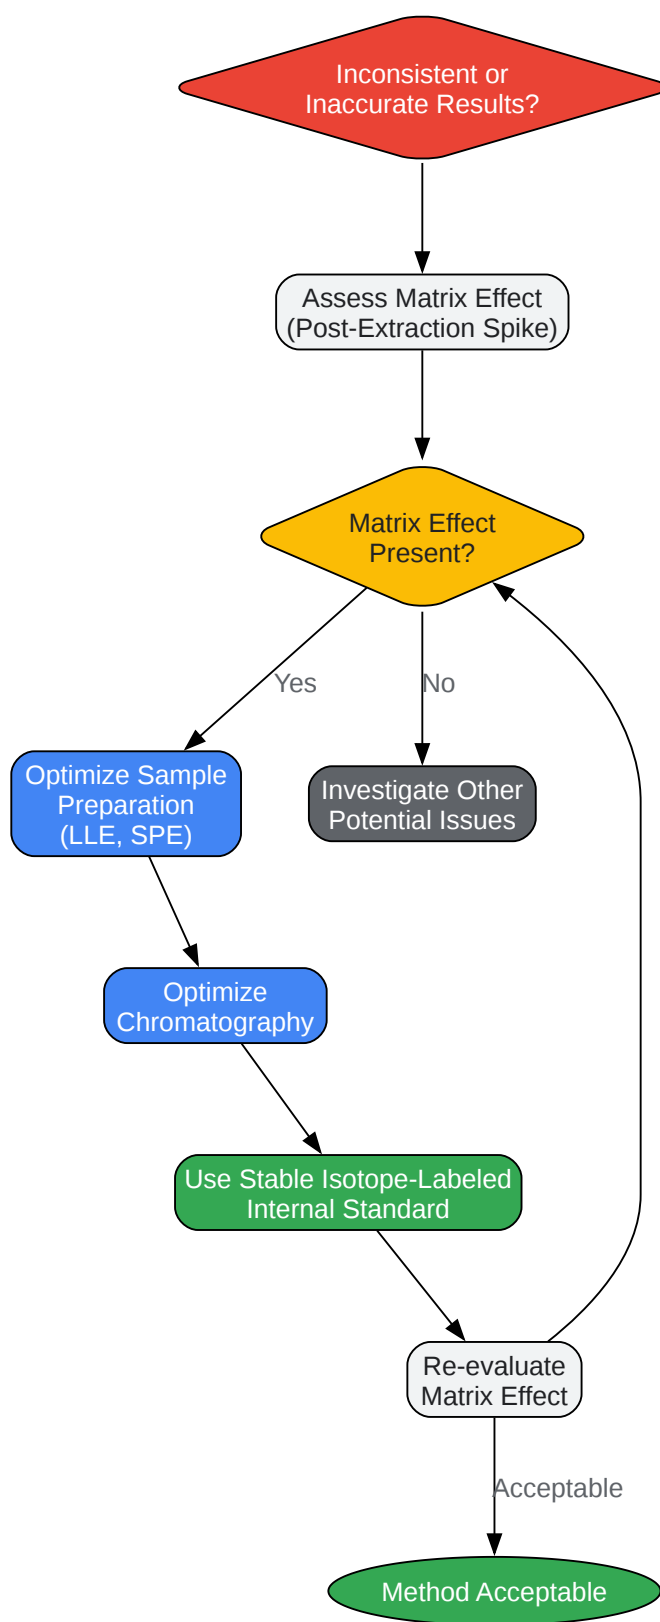 Inconsistent or
Inaccurate Results?
Assess Matrix Effect
(Post-Extraction Spike)
Matrix Effect
Present?
Yes
No
Optimize Sample
Preparation
(LLE, SPE)
Investigate Other
Potential Issues
Optimize
Chromatography
Use Stable Isotope-Labeled
Internal Standard
Re-evaluate
Matrix Effect
Acceptable
Method Acceptable